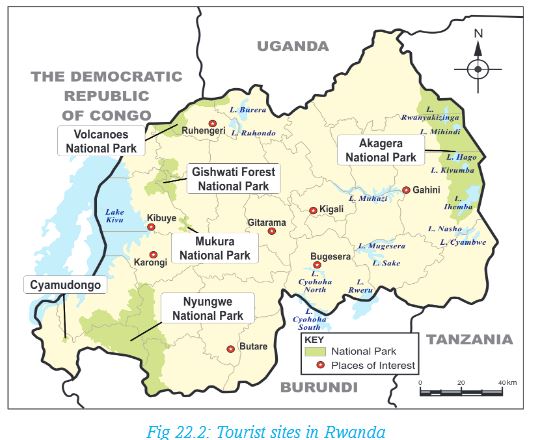 UGANDA
N
THE DEMOCRATIC
REPUBLIC
OF CONGO
L. Burera
Ruhengeri
L. Ruhondo
Volcanoes
National Park
L.
Rwanyakizinga
L. Mihindi
Akagera
National Park
L. Hago
L. Kivumba
Gishwati Forest
National Park
Gahini
L. Muhazi
L.
Ihemba
Lake
Kivu
Kibuye
Gitarama
Kigali
L. Nasho
L. Cyambwe
Mukura
National Park
L. Mugesera
Karongi
Bugesera
L. Sake
Cyamudongo
L.
Cyohoha
North
L.
Rweru
Nyungwe
National Park
L.
Cyohoha
South
TANZANIA
KEY
National Park
Places of Interest
Butare
BURUNDI
0 20 40 km
Fig 22.2: Tourist sites in Rwanda